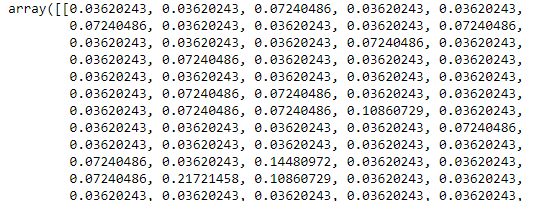 array([[0.03620243, 0.03620243, 0.07240486, 0.03620243, 0.03620243,
0.07240486, 0.03620243, 0.03620243, 0.03620243, 0.07240486,
0.03620243, 0.03620243, 0.03620243, 0.07240486, 0.03620243,
0.03620243, 0.07240486, 0.03620243, 0.03620243, 0.03620243,
0.03620243, 0.03620243, 0.03620243, 0.03620243, 0.03620243,
0.03620243, 0.07240486, 0.07240486, 0.03620243, 0.03620243,
0.03620243, 0.07240486, 0.07240486, 0.10860729, 0.03620243,
0.03620243, 0.03620243, 0.03620243, 0.03620243, 0.07240486,
0.03620243, 0.03620243, 0.03620243, 0.03620243, 0.03620243,
0.07240486, 0.03620243, 0.14480972, 0.03620243, 0.03620243,
0.07240486, 0.21721458, 0.10860729, 0.03620243, 0.03620243,
0.03620243, 0.03620243, 0.03620243, 0.03620243, 0.03620243,